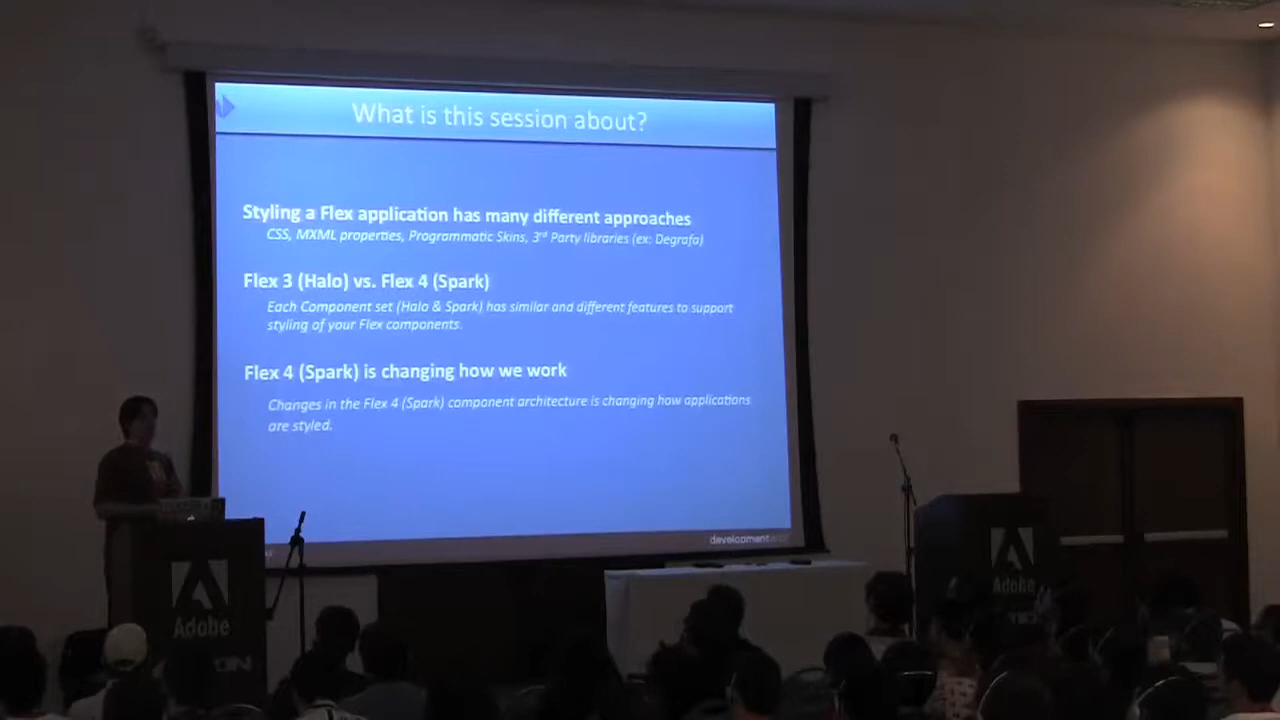 What is this session about?
Styling a Flex application has many different approaches
CSS, MXML properties, Programmatic Skins, 3rd Party libraries (ex: Degrafa)
Flex 3 (Halo) vs. Flex 4 (Spark)
Each Component set (Halo & Spark) has similar and different features to support
styling of your Flex components.
Flex 4 (Spark) is changing how we work
Changes in the Flex 4 (Spark) component architecture is changing how applications
are styled.
development
Adobe
Adobe